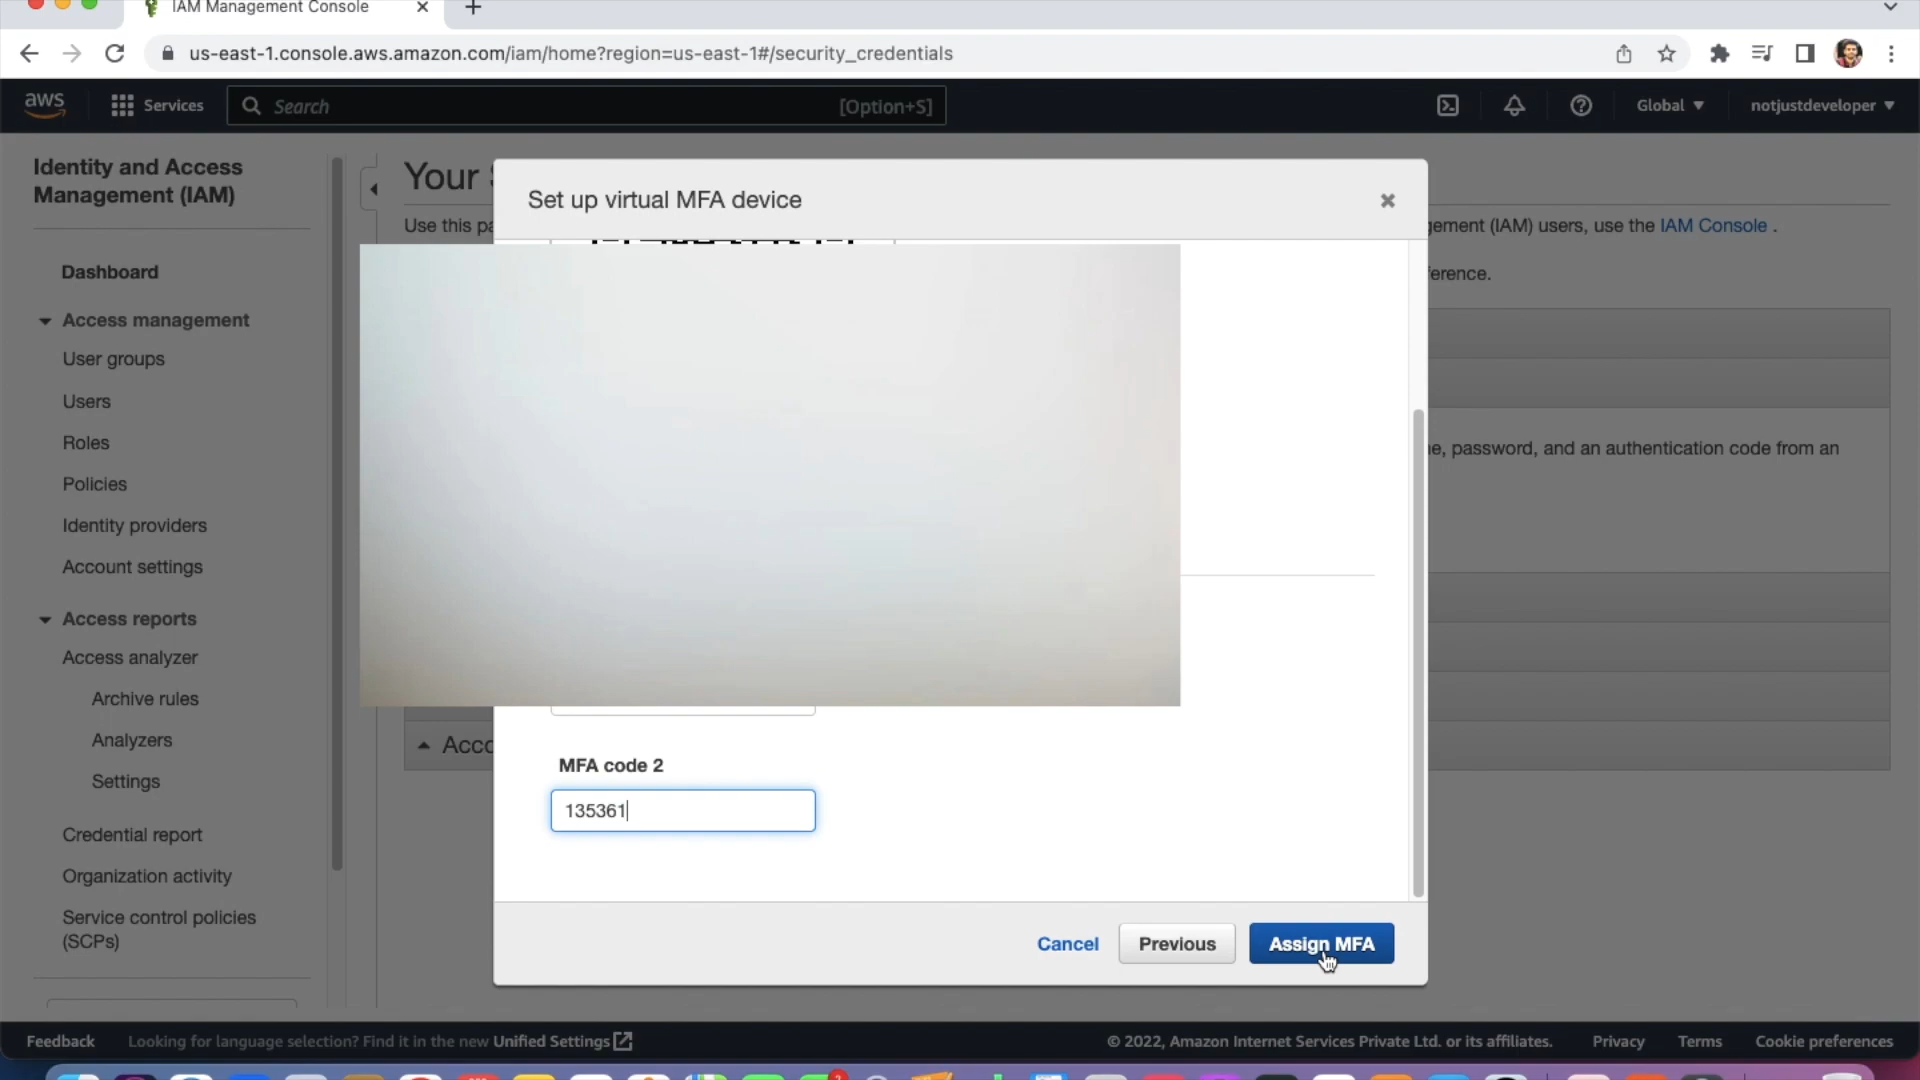 IAM Management Console
us-east-1.console.aws.amazon.com/iam/home?region=us-east-1#/security_credentials
aws
Services
Search
[Option+S]
Global
notjustdeveloper
Identity and Access
Management (IAM)
Dashboard
Access management
User groups
Users
Roles
Policies
Identity providers
Account settings
Access reports
Access analyzer
Archive rules
Analyzers
Settings
Credential report
Organization activity
Service control policies
(SCPs)
Your
Use this pa
gement (IAM) users, use the IAM Console .
erence.
e, password, and an authentication code from an
Acco
Set up virtual MFA device
MFA code 2
135361
Cancel
Previous
Assign MFA
Feedback
Looking for language selection? Find it in the new Unified Settings
© 2022, Amazon Internet Services Private Ltd. or its affiliates.
Privacy
Terms
Cookie preferences